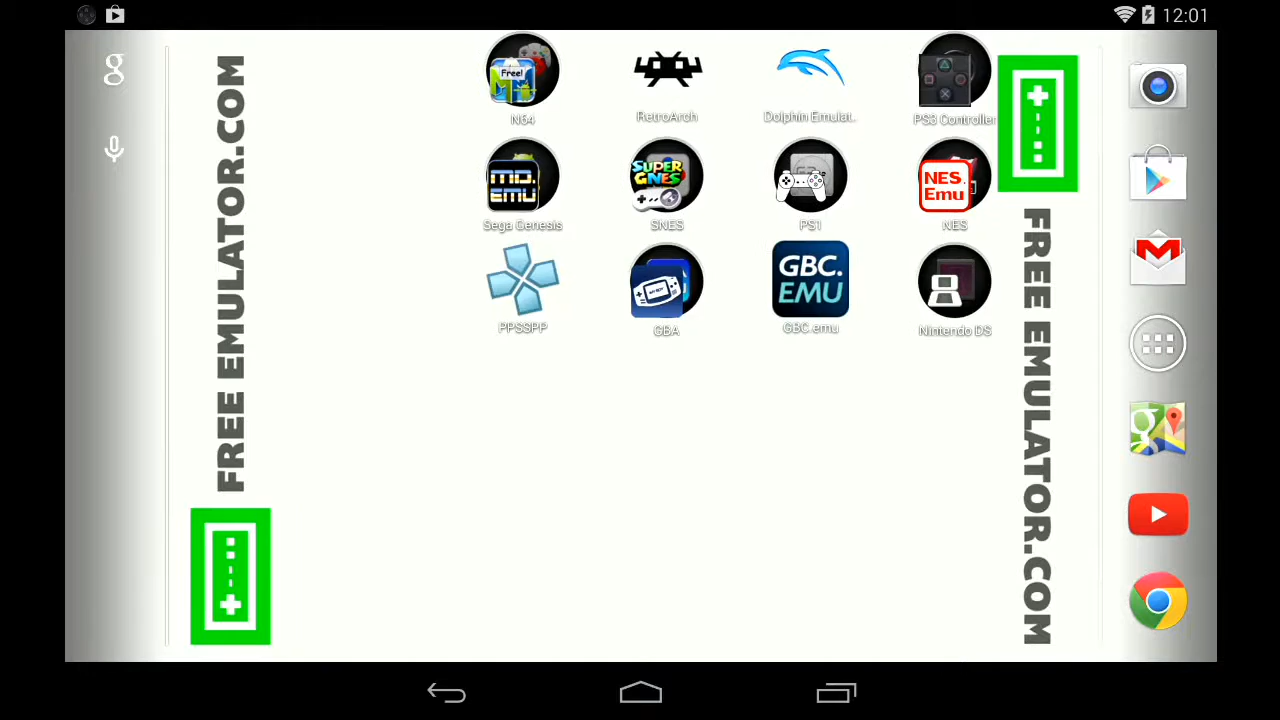 12:01
g
FREE EMULATOR.COM
Free!
N64
RetroArch
Dolphin Emulat..
PS3 Controller
MD.
EMU
Sega Genesis
SUPER
GNES
SNES
PS1
NES.
Emu
NES
PPSSPP
GBA
GBC.
EMU
GBC.emu
Nintendo DS
FREE EMULATOR.COM